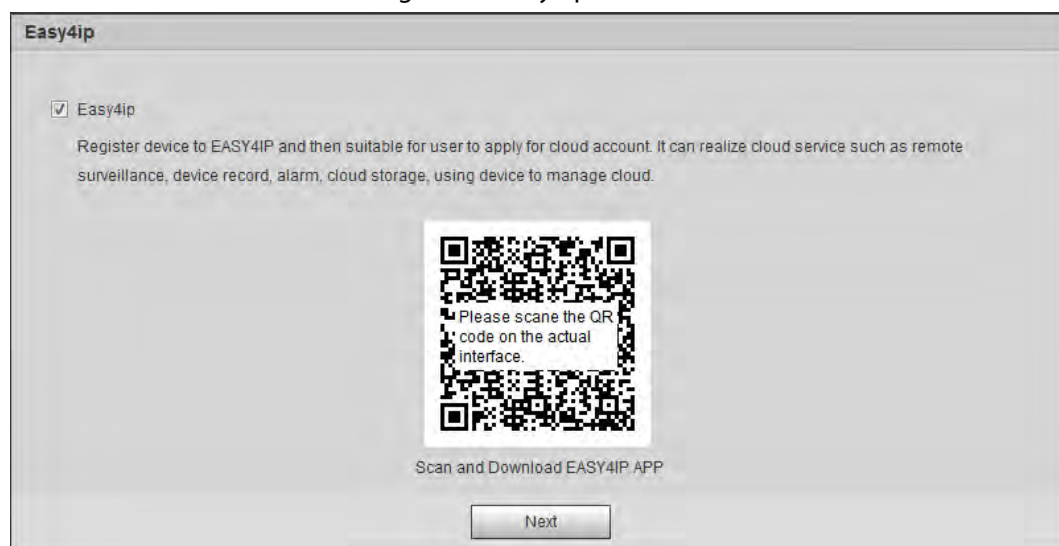 Easy4ip
Easy4ip
Register device to EASY4IP and then suitable for user to apply for cloud account. It can realize cloud service such as remote
surveillance, device record, alarm, cloud storage, using device to manage cloud.
Please scane the QR
code on the actual
interface.
Scan and Download EASY4IP APP
Next